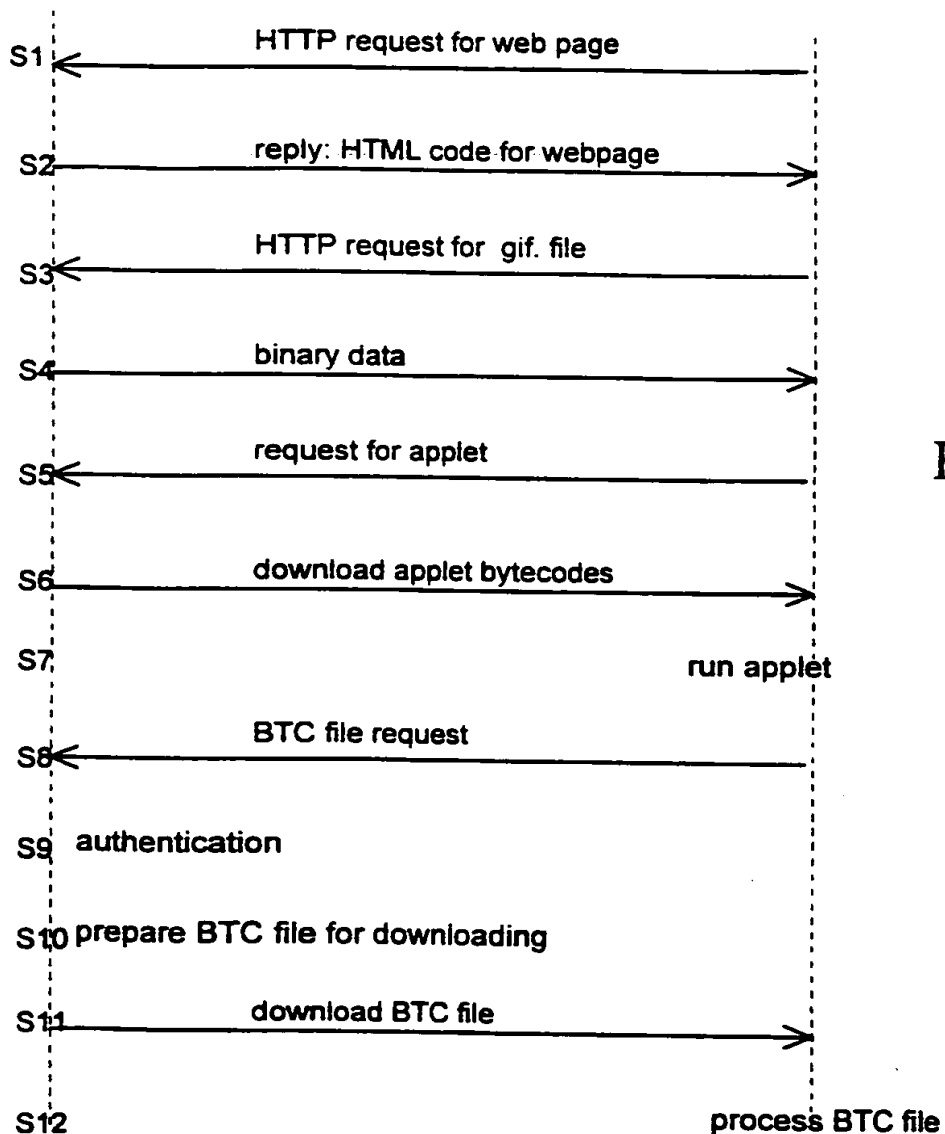 S1 HTTP request for web page
S2 reply: HTML code for webpage
S3 HTTP request for gif. file
S4 binary data
S5 request for applet
S6 download applet bytecodes
S7 run applet
S8 BTC file request
S9 authentication
S10 prepare BTC file for downloading
S11 download BTC file
S12 process BTC file